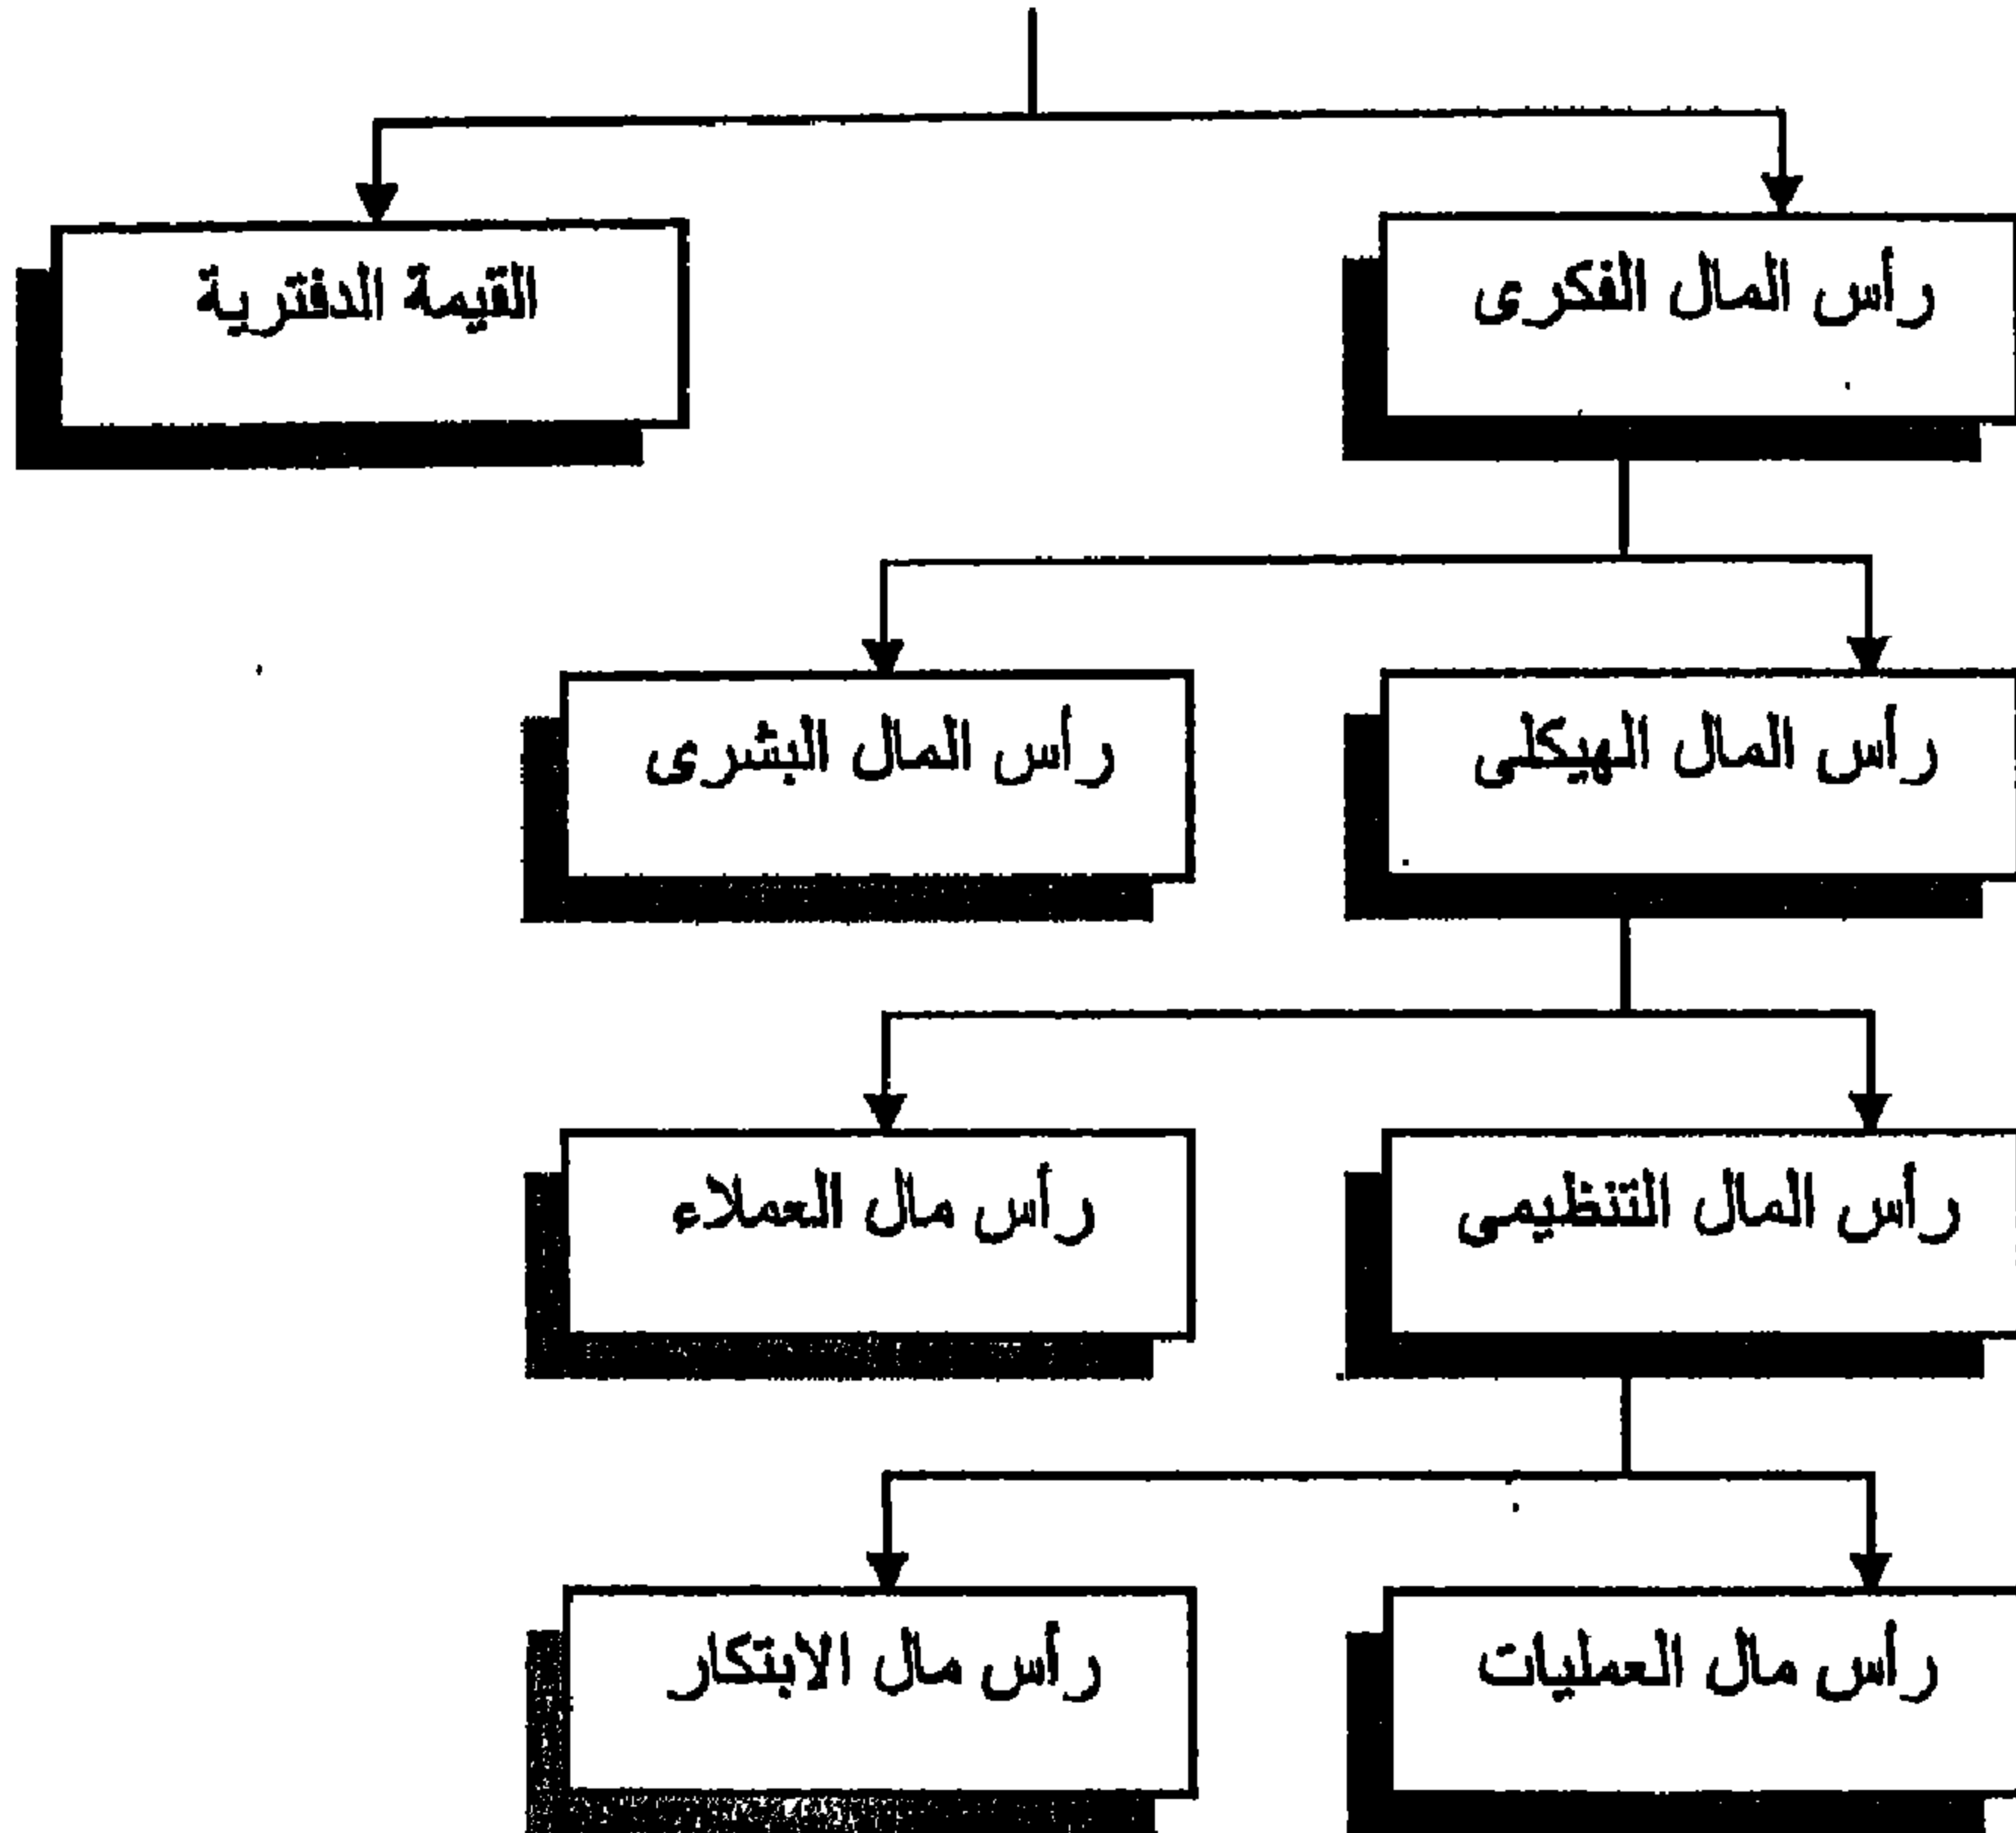 رأس المال الفكرى
القيمة الدفترية
رأس المال الهيكلى
رأس المال البشرى
رأس المال التنظيمى
رأس مال العملاء
رأس مال العمليات
رأس مال الابتكار